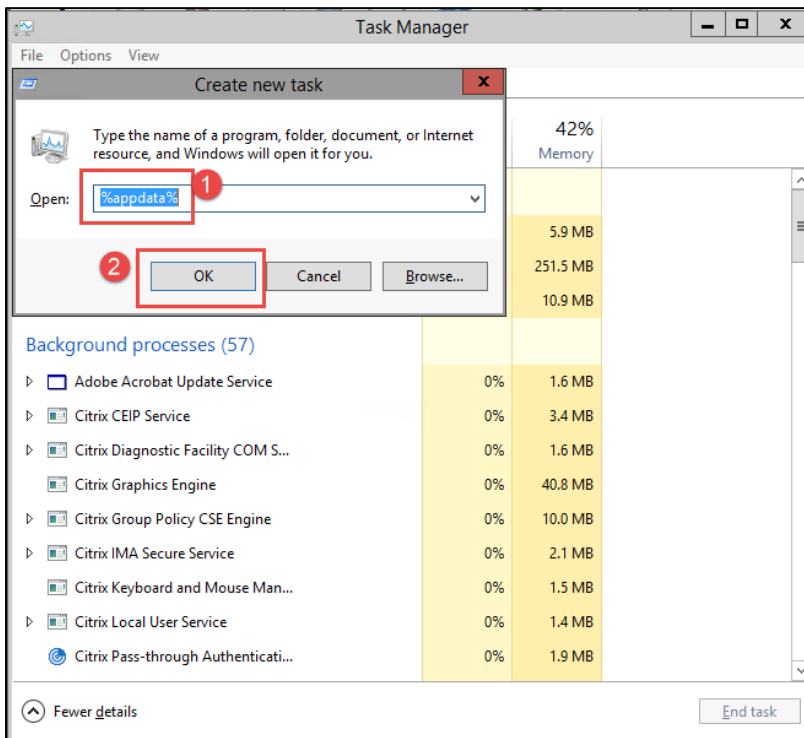 Task Manager
File Options View
Create new task
Type the name of a program, folder, document, or Internet
resource, and Windows will open it for you.
Open: %appdata%
1
2
OK Cancel Browse...
42%
Memory
5.9 MB
251.5 MB
10.9 MB
Background processes (57)
Adobe Acrobat Update Service 0% 1.6 MB
Citrix CEIP Service 0% 3.4 MB
Citrix Diagnostic Facility COM S... 0% 1.6 MB
Citrix Graphics Engine 0% 40.8 MB
Citrix Group Policy CSE Engine 0% 10.0 MB
Citrix IMA Secure Service 0% 2.1 MB
Citrix Keyboard and Mouse Man... 0% 1.5 MB
Citrix Local User Service 0% 1.4 MB
Citrix Pass-through Authenticati... 0% 1.9 MB
Fewer details
End task